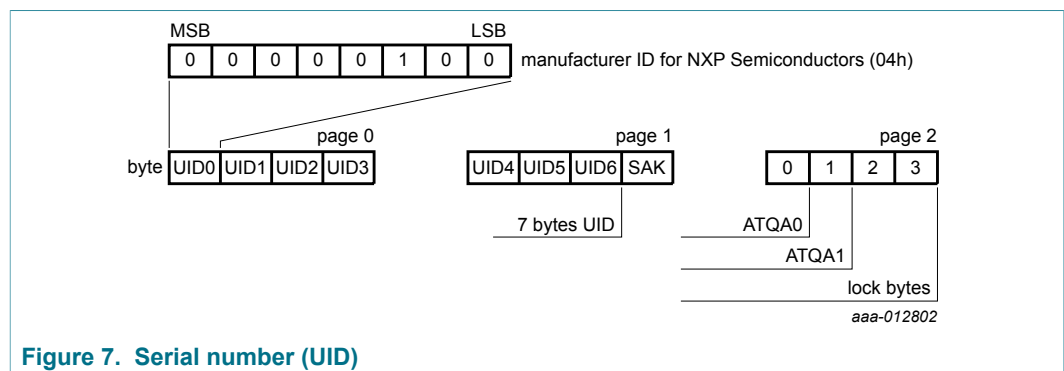 MSB LSB
0 0 0 0 0 1 0 0 manufacturer ID for NXP Semiconductors (04h)
page 0 page 1 page 2
byte UID0 UID1 UID2 UID3 UID4 UID5 UID6 SAK 0 1 2 3
7 bytes UID ATQA0
ATQA1
lock bytes
aaa-012802
Figure 7. Serial number (UID)